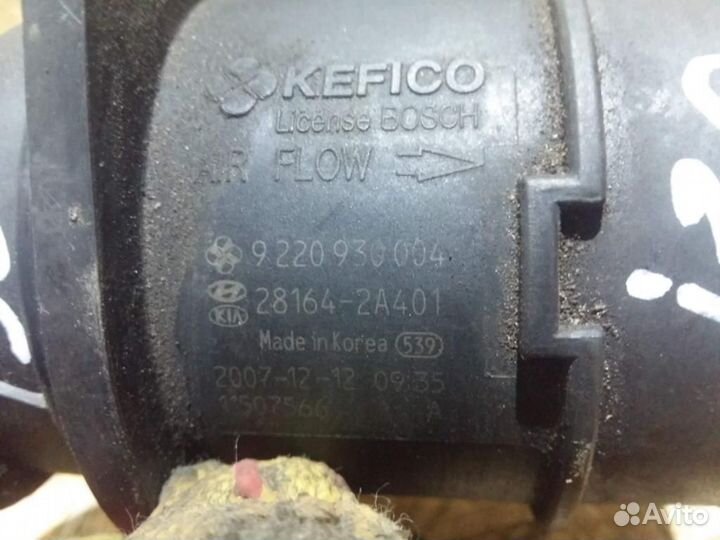 KEFICO
License BOSCH
AIR FLOW
9 220 930 004
28164-2A401
KIA
Made in Korea 539
2007-12-12 09:35
A
Avito